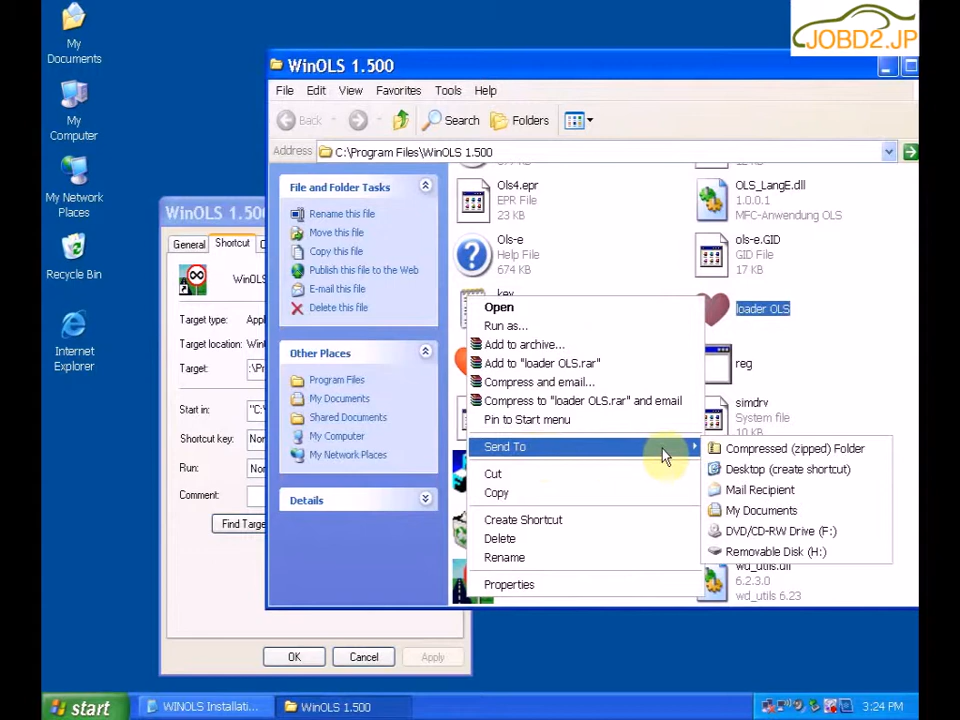 My
Documents
My
Computer
My Network
Places
Recycle Bin
Internet
Explorer
JOBD2.JP
WinOLS 1.500
File Edit View Favorites Tools Help
Back Search Folders
Address C:\Program Files\WinOLS 1.500
File and Folder Tasks
Rename this file
Move this file
Copy this file
Publish this file to the Web
E-mail this file
Delete this file
Other Places
Program Files
My Documents
Shared Documents
My Computer
My Network Places
Details
Ols4.epr
EPR File
23 KB
OLS_LangE.dll
1.0.0.1
MFC-Anwendung OLS
Ols-e
Help File
674 KB
ols-e.GID
GID File
17 KB
key
loader OLS
reg
simdrv
System file
10 KB
wd_utils.dll
6.2.3.0
wd_utils 6.23
Open
Run as...
Add to archive...
Add to "loader OLS.rar"
Compress and email...
Compress to "loader OLS.rar" and email
Pin to Start menu
Send To
Cut
Copy
Create Shortcut
Delete
Rename
Properties
Compressed (zipped) Folder
Desktop (create shortcut)
Mail Recipient
My Documents
DVD/CD-RW Drive (F:)
Removable Disk (H:)
WinOLS 1.50
General Shortcut
WinOLS
Target type:
Target location:
Target:
Start in: "C:\
Shortcut key:
Run:
Comment:
Find Targe
OK Cancel Apply
start WINOLS Installati... WinOLS 1.500 3:24 PM